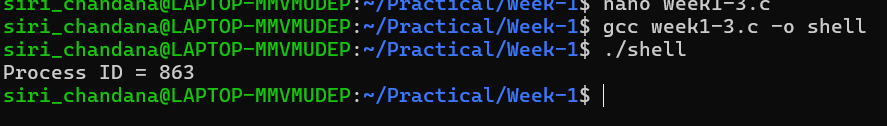 siri_chandana@LAPTOP-MMVMUDEP:~/Practical/Week-1$ nano week1-3.c
siri_chandana@LAPTOP-MMVMUDEP:~/Practical/Week-1$ gcc week1-3.c -o shell
siri_chandana@LAPTOP-MMVMUDEP:~/Practical/Week-1$ ./shell
Process ID = 863
siri_chandana@LAPTOP-MMVMUDEP:~/Practical/Week-1$